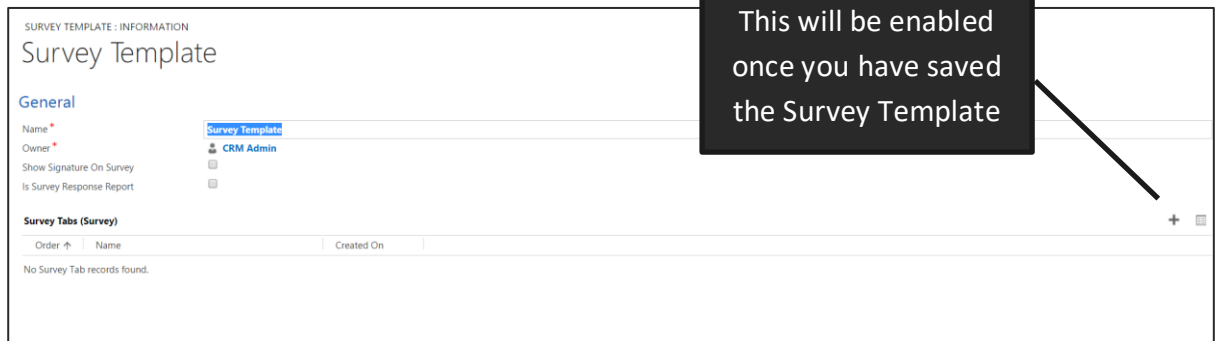 SURVEY TEMPLATE : INFORMATION
Survey Template
This will be enabled
once you have saved
the Survey Template
General
Name *
Survey Template
Owner *
CRM Admin
Show Signature On Survey
Is Survey Response Report
Survey Tabs (Survey)
Order ↑ Name Created On
No Survey Tab records found.